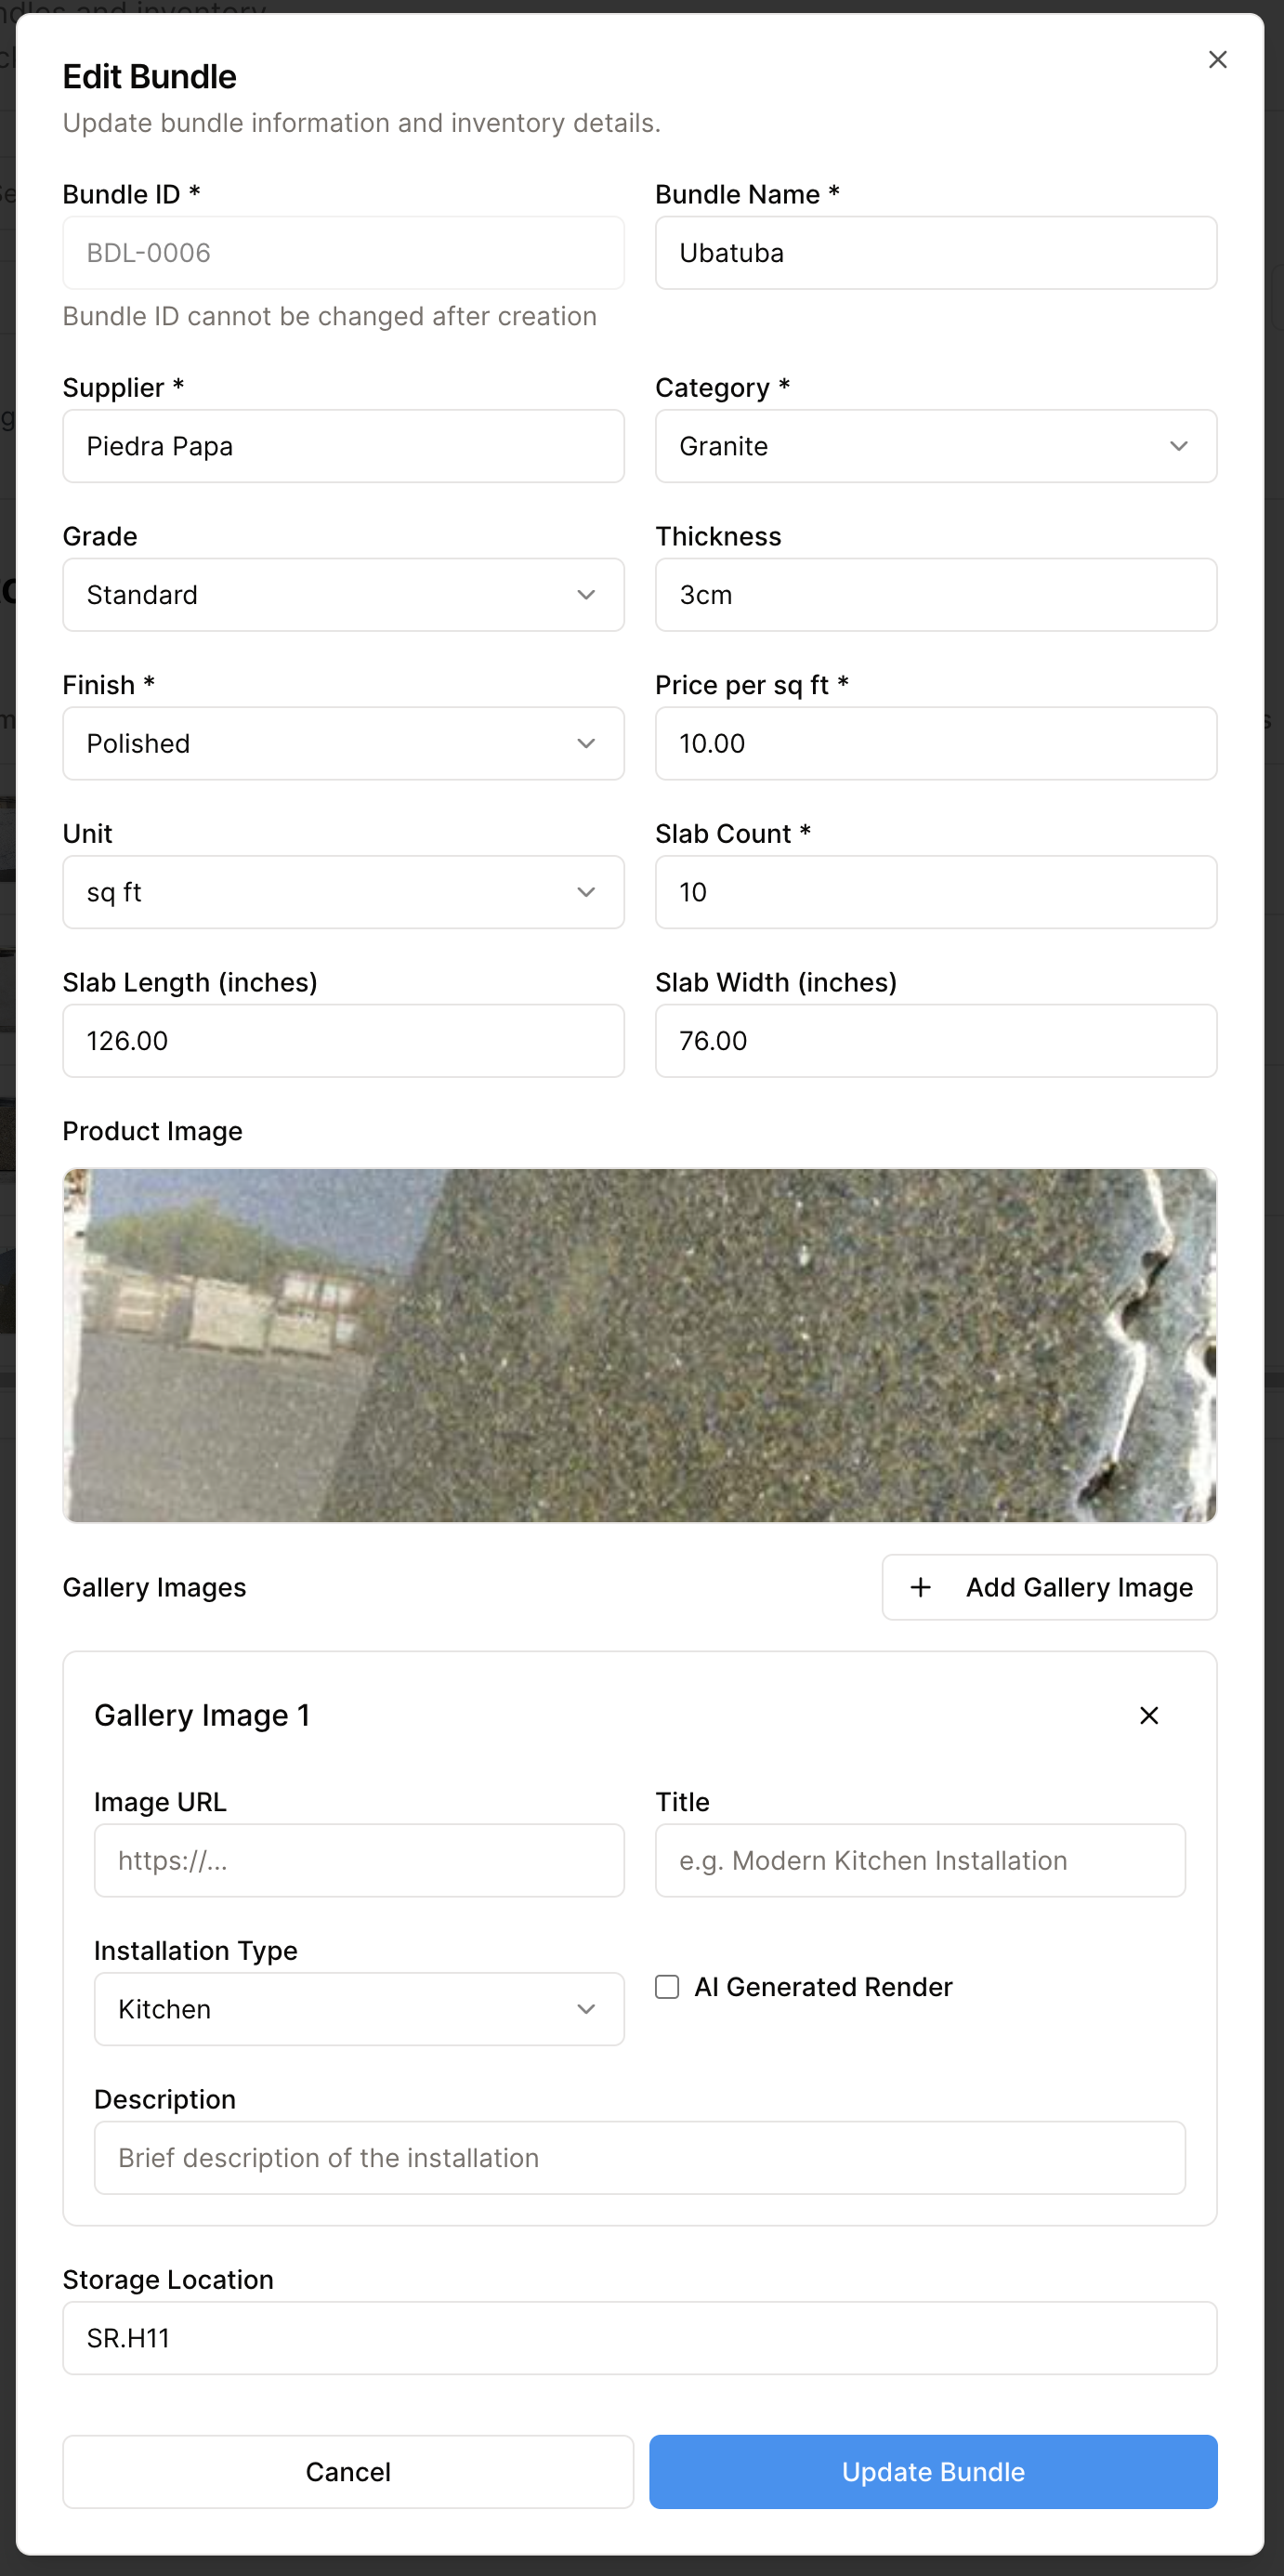 Edit Bundle
Update bundle information and inventory details.
Bundle ID *
Bundle Name *
BDL-0006
Ubatuba
Bundle ID cannot be changed after creation
Supplier *
Category *
Piedra Papa
Granite
Grade
Thickness
Standard
3cm
Finish *
Price per sq ft *
Polished
10.00
Unit
Slab Count *
sq ft
10
Slab Length (inches)
Slab Width (inches)
126.00
76.00
Product Image
Gallery Images
Add Gallery Image
Gallery Image 1
Image URL
Title
https://...
e.g. Modern Kitchen Installation
Installation Type
Kitchen
AI Generated Render
Description
Brief description of the installation
Storage Location
SR.H11
Cancel
Update Bundle